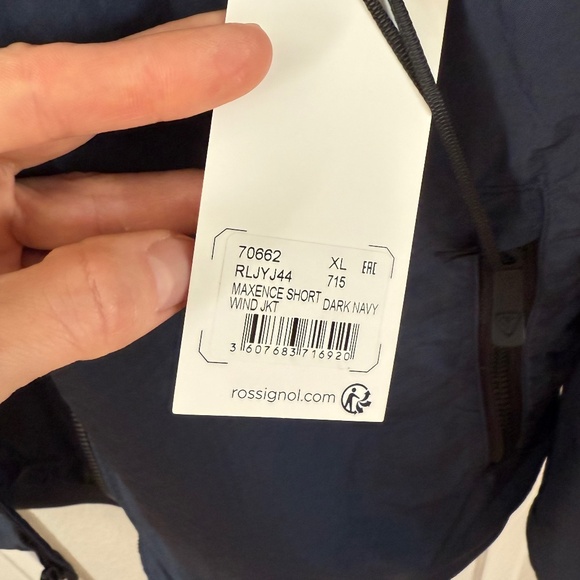 70662 XL EAC
RLJYJ44 715
MAXENCE SHORT DARK NAVY
WIND JKT
3 607683 716920
rossignol.com